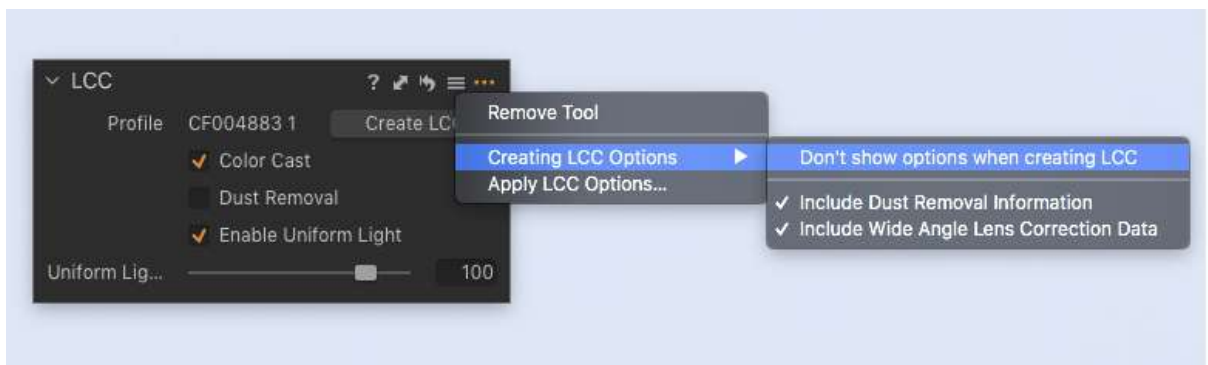 LCC ?
Profile CF004883 1 Create LC
Color Cast
Dust Removal
Enable Uniform Light
Uniform Lig... 100
Remove Tool
Creating LCC Options
Apply LCC Options...
Don't show options when creating LCC
Include Dust Removal Information
Include Wide Angle Lens Correction Data